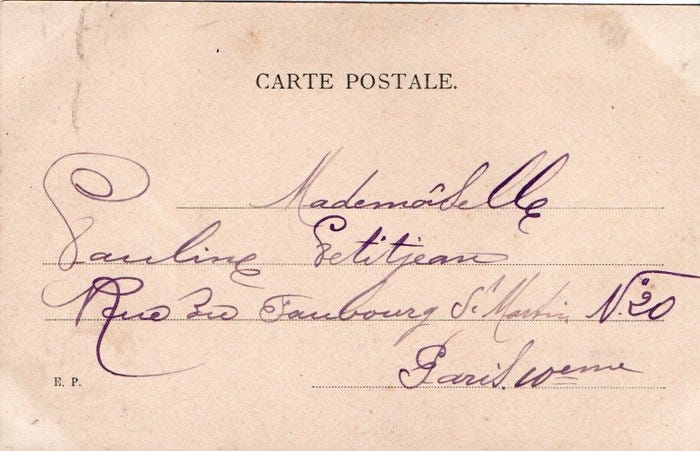 CARTE POSTALE.
Mademoiselle
Pauline Petitjean
Rue Du Faubourg St Martin N° 20
Paris. 10eme
E. P.